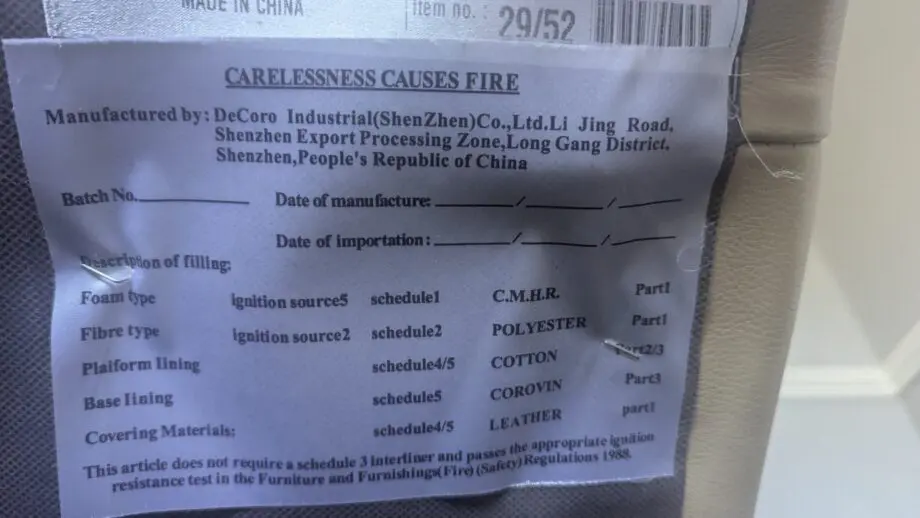 MADE IN CHINA
Item no. : 29/52
CARELESSNESS CAUSES FIRE
Manufactured by: DeCoro Industrial(ShenZhen)Co.,Ltd.Li Jing Road,
Shenzhen Export Processing Zone,Long Gang District,
Shenzhen,People's Republic of China
Batch No.
Date of manufacture: / /
Date of importation: / /
Description of filling:
Foam type ignition source5 schedule1 C.M.H.R. Part1
Fibre type ignition source2 schedule2 POLYESTER Part1
Plaiform lining schedule4/5 COTTON Part2/3
Base lining schedule5 COROVIN Part3
Covering Materials: schedule4/5 LEATHER part1
This article does not require a schedule 3 interliner and passes the appropriate ignition
resistance test in the Furniture and Furnishings(Fire) (Safety) Regulations 1988.